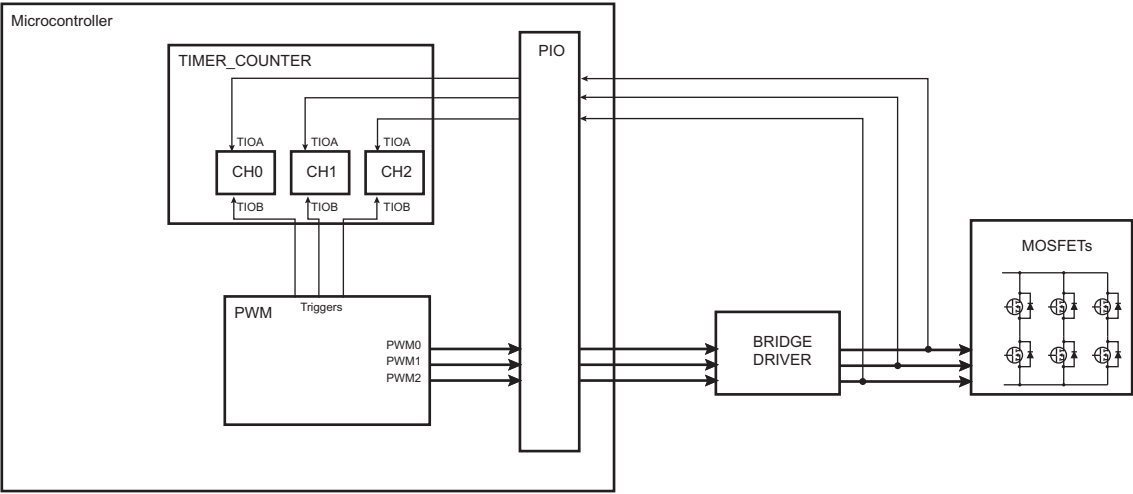 Microcontroller
PIO
TIMER_COUNTER
TIOA
TIOA
TIOA
CH0
CH1
CH2
TIOB
TIOB
TIOB
MOSFETs
Triggers
PWM
PWM0
PWM1
PWM2
BRIDGE
DRIVER